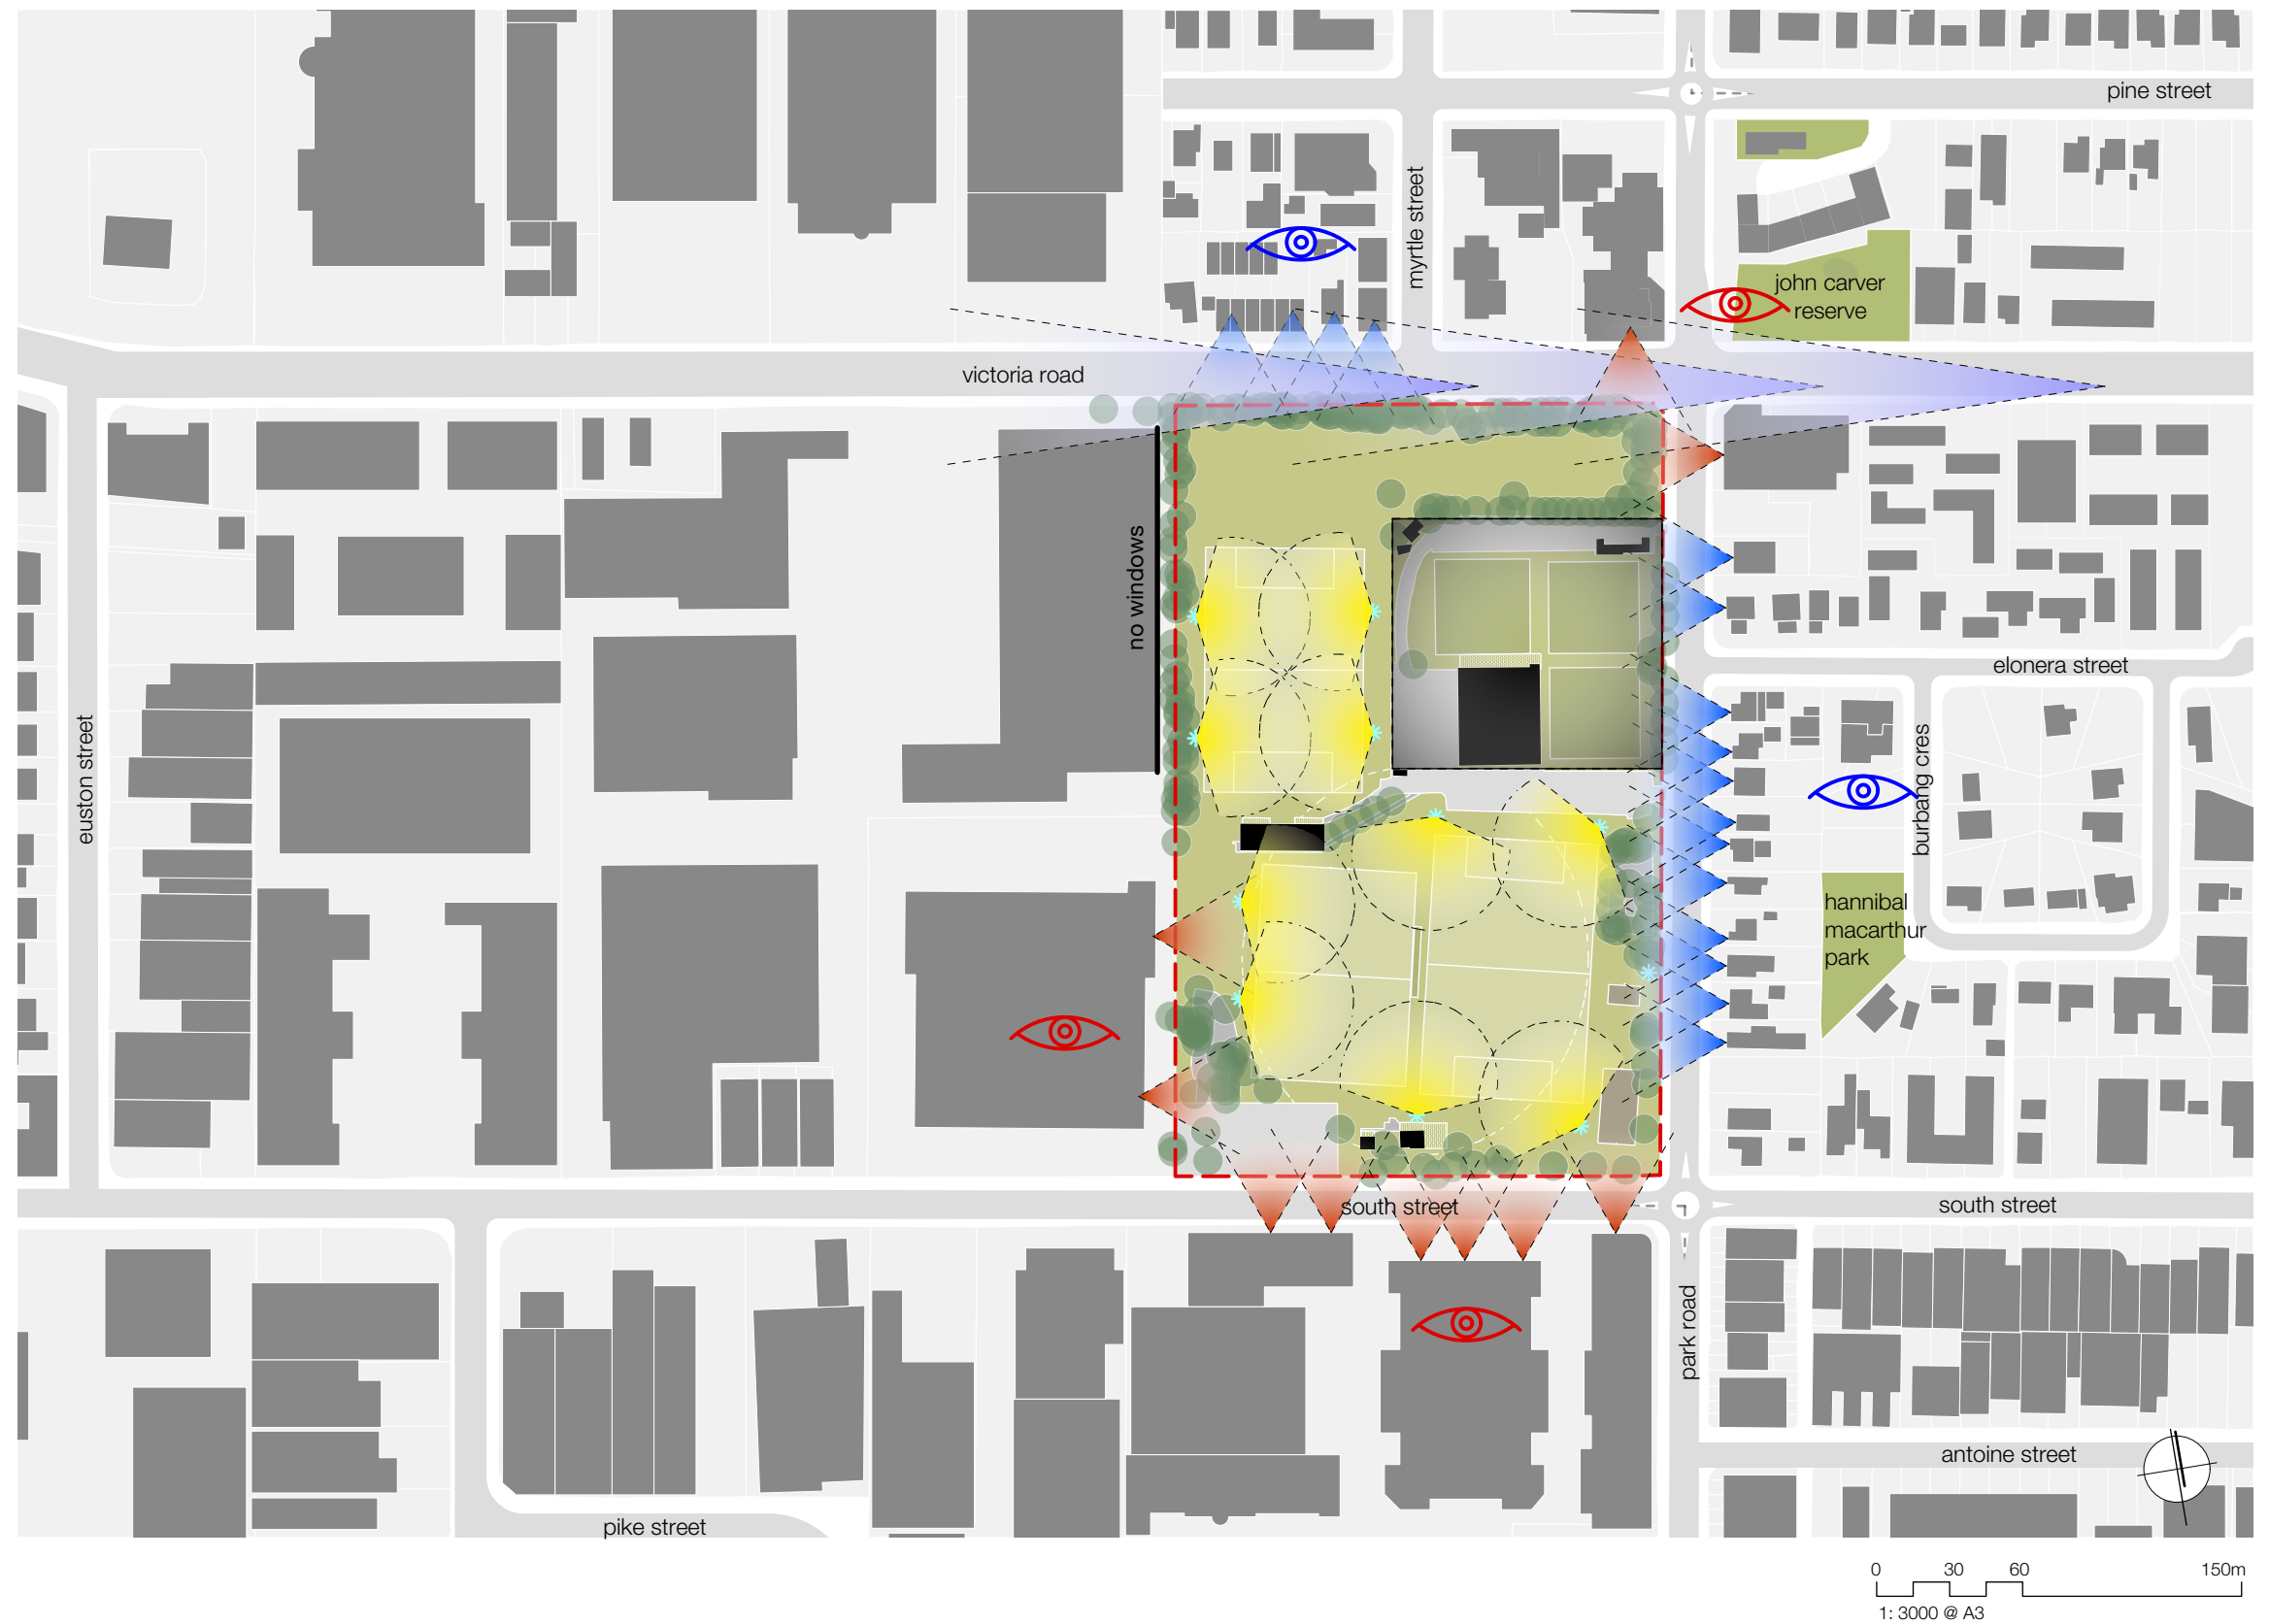 pine street
myrtle street
john carver
reserve
victoria road
no windows
elonera street
euston street
burbang cres
hannibal
macarthur
park
south street
south street
park road
antoine street
pike street
0 30 60 150m
1: 3000 @ A3